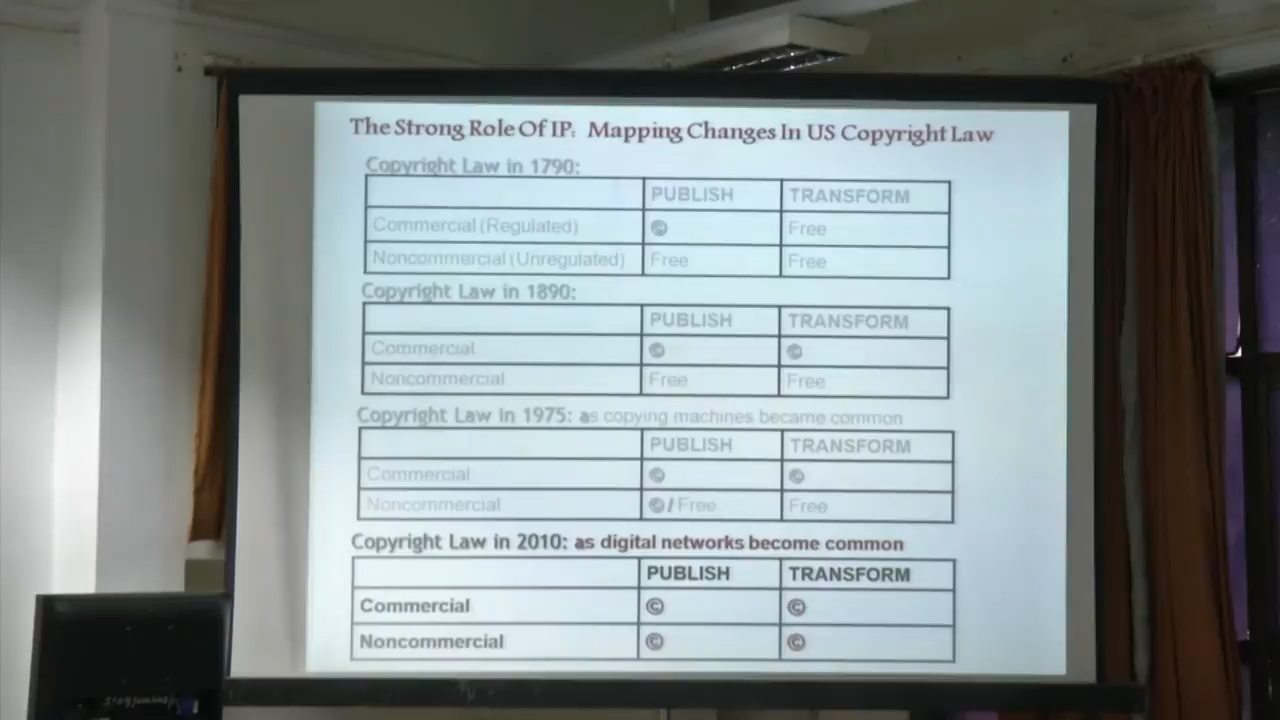 The Strong Role Of IP: Mapping Changes In US Copyright Law
Copyright Law in 1790:
PUBLISH TRANSFORM
Commercial (Regulated) © Free
Noncommercial (Unregulated) Free Free
Copyright Law in 1890:
PUBLISH TRANSFORM
Commercial © ©
Noncommercial Free Free
Copyright Law in 1975: as copying machines became common
PUBLISH TRANSFORM
Commercial © ©
Noncommercial ©/ Free Free
Copyright Law in 2010: as digital networks become common
PUBLISH TRANSFORM
Commercial © ©
Noncommercial © ©